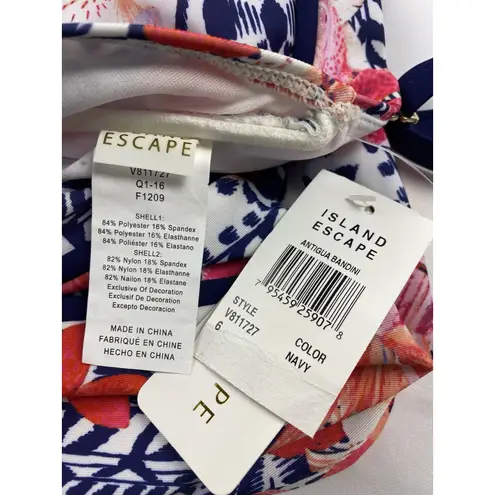 ESCAPE
V811727
Q1-16
F1209
SHELL1:
84% Polyester 16% Spandex
84% Polyester 16% Elasthanne
84% Poliéster 16% Elastano
SHELL2:
82% Nylon 18% Spandex
82% Nylon 18% Elasthanne
82% Nailon 18% Elastane
Exclusive Of Decoration
Exclusif De Decoration
Excepto Decoracion
MADE IN CHINA
FABRIQUÉ EN CHINE
HECHO EN CHINA
ISLAND
ESCAPE
ANTIGUA BANDINI
7 95459 25907 8
STYLE
V811727
6
COLOR
NAVY
PE